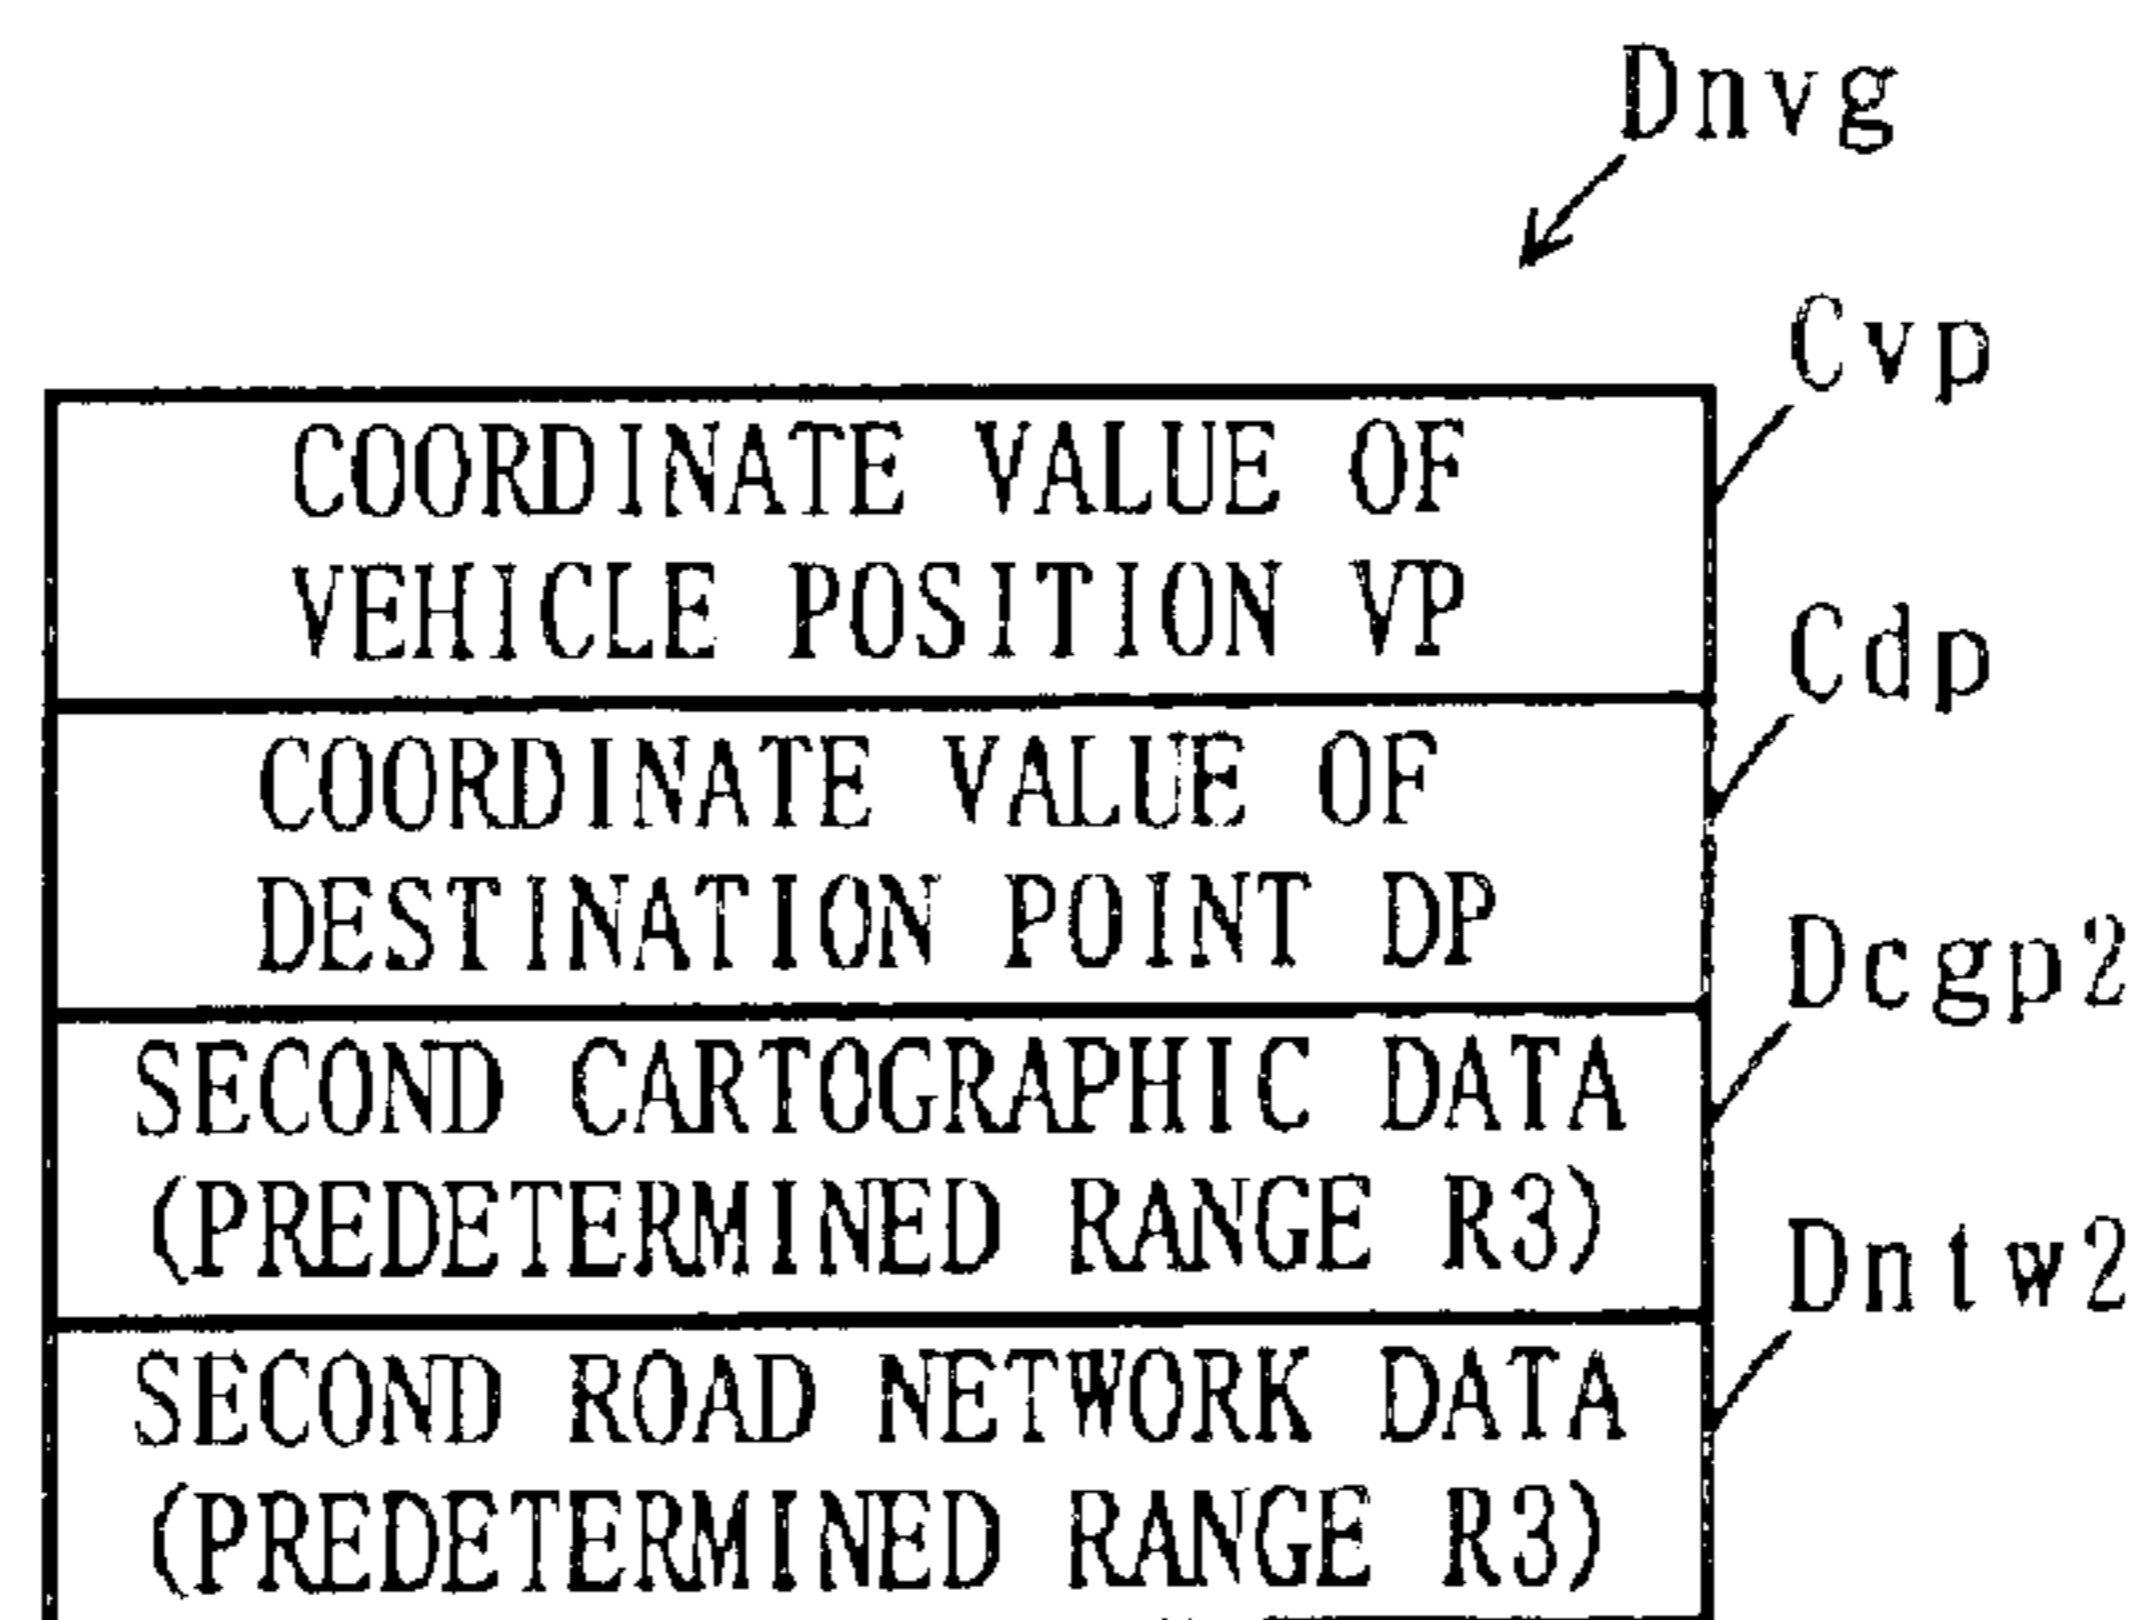 Dnvg
Cvp
COORDINATE VALUE OF
VEHICLE POSITION VP
Cdp
COORDINATE VALUE OF
DESTINATION POINT DP
Dcgp2
SECOND CARTOGRAPHIC DATA
(PREDETERMINED RANGE R3)
Dntw2
SECOND ROAD NETWORK DATA
(PREDETERMINED RANGE R3)